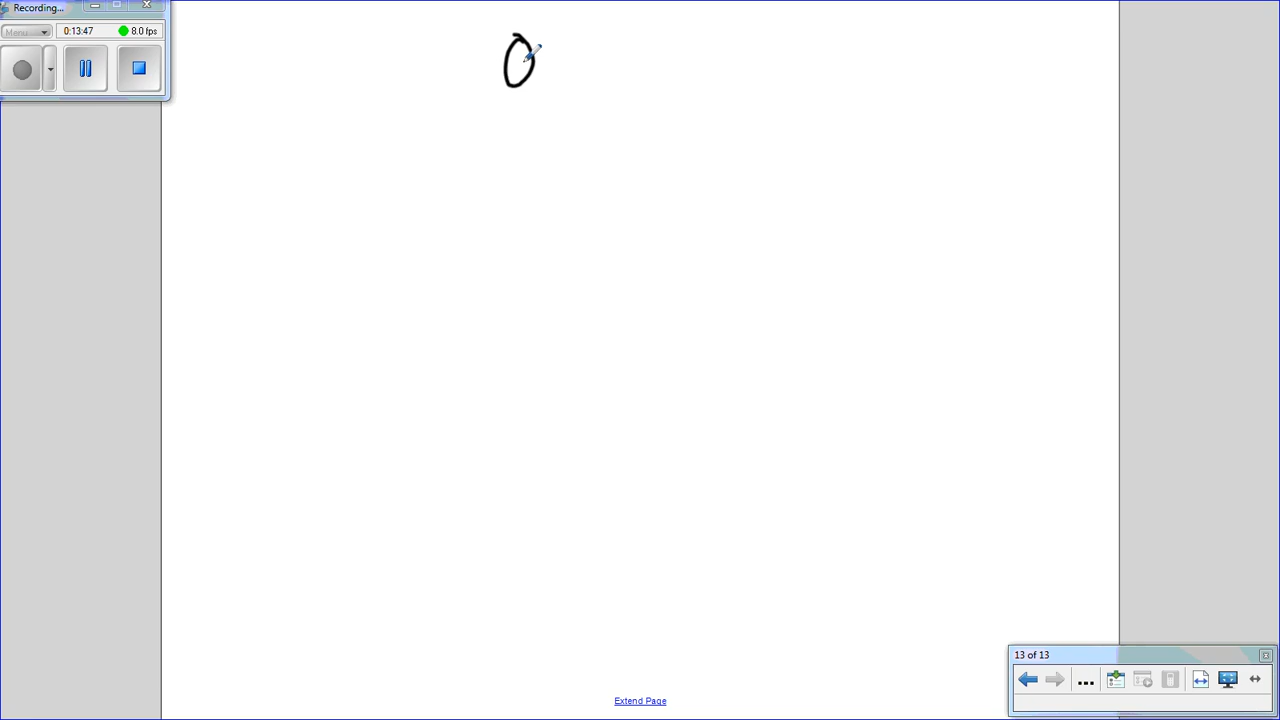 Recording...
Menu
0:13:47
8.0 fps
0
13 of 13
...
Extend Page